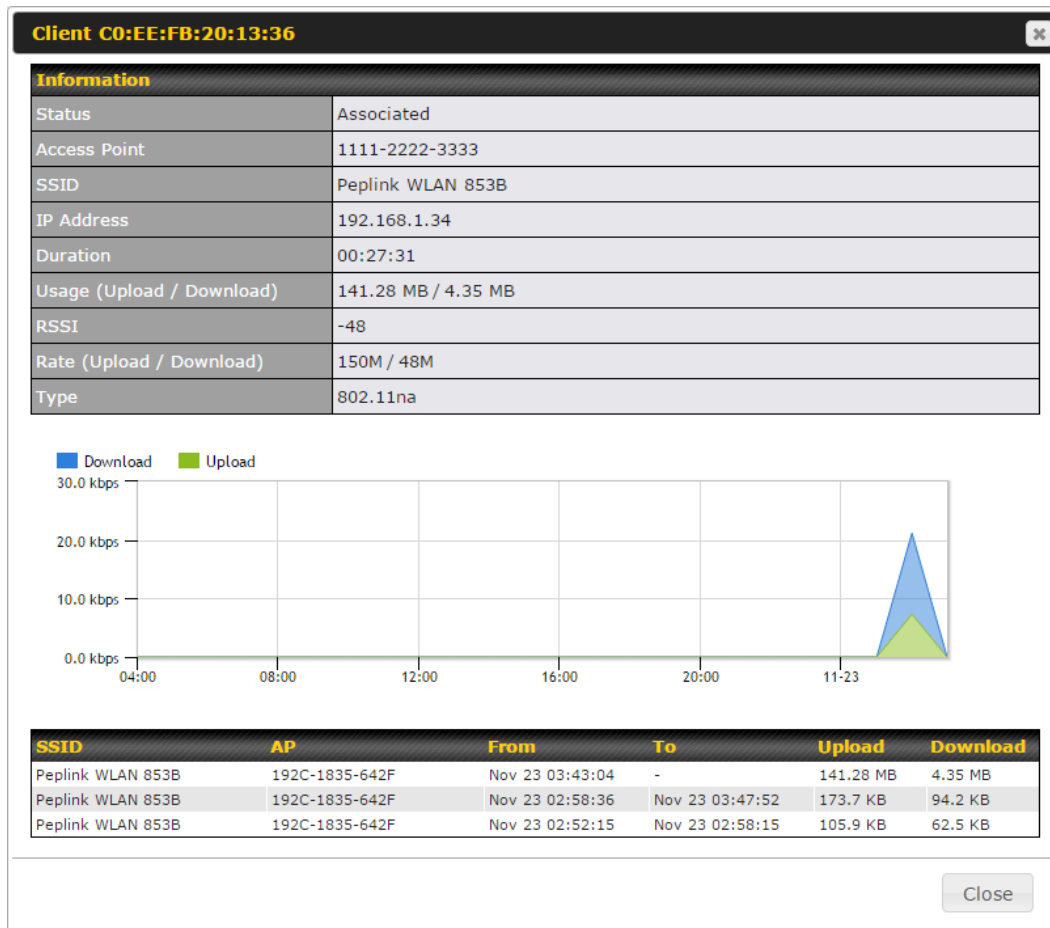 Client C0:EE:FB:20:13:36
Information
Status Associated
Access Point 1111-2222-3333
SSID Peplink WLAN 853B
IP Address 192.168.1.34
Duration 00:27:31
Usage (Upload / Download) 141.28 MB / 4.35 MB
RSSI -48
Rate (Upload / Download) 150M / 48M
Type 802.11na
Download Upload
30.0 kbps
20.0 kbps
10.0 kbps
0.0 kbps
04:00 08:00 12:00 16:00 20:00 11-23
SSID AP From To Upload Download
Peplink WLAN 853B 192C-1835-642F Nov 23 03:43:04 - 141.28 MB 4.35 MB
Peplink WLAN 853B 192C-1835-642F Nov 23 02:58:36 Nov 23 03:47:52 173.7 KB 94.2 KB
Peplink WLAN 853B 192C-1835-642F Nov 23 02:52:15 Nov 23 02:58:15 105.9 KB 62.5 KB
Close